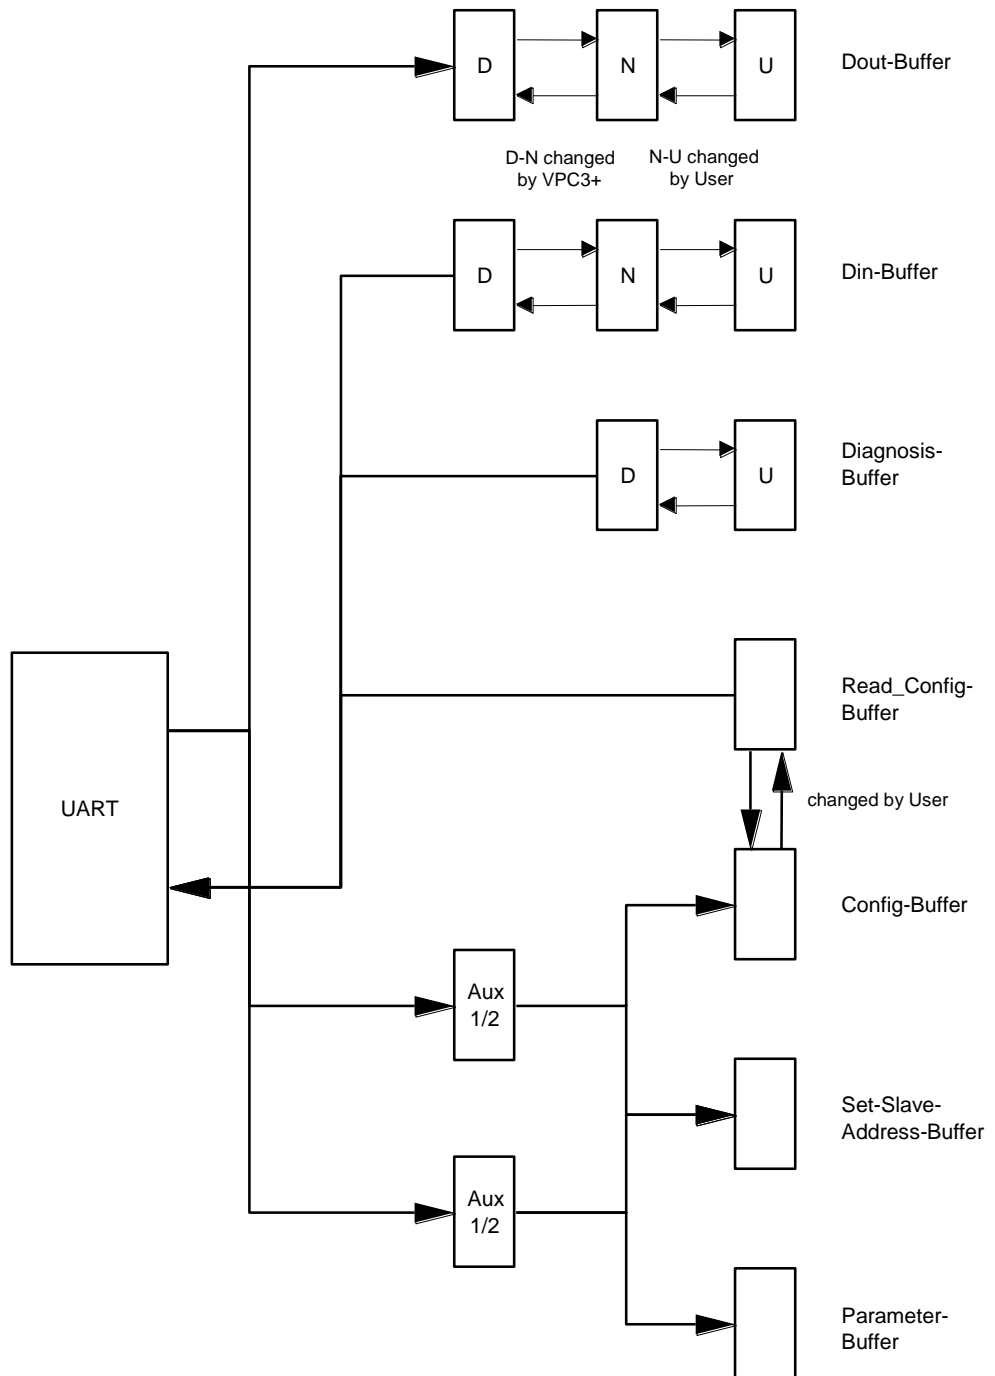 D N U Dout-Buffer
D-N changed N-U changed
by VPC3+ by User
D N U Din-Buffer
Diagnosis-
D U Buffer
Read_Config-
Buffer
changed by User
UART
Config-Buffer
Aux
1/2
Set-Slave-
Address-Buffer
Aux
1/2
Parameter-
Buffer